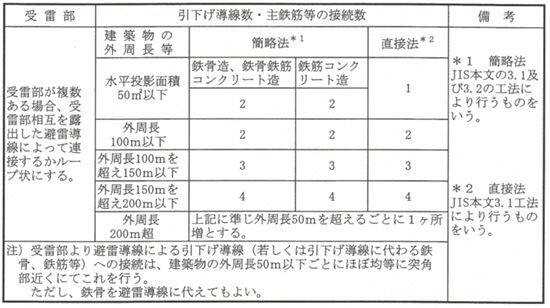 受雷部
引下げ導線数・主鉄筋等の接続数
備考
建築物の
外周長等
簡略法*1
直接法*2
受雷部が複数
ある場合、受
雷部相互を露
出した避雷導
線によって連
接するかルー
プ状にする。
水平投影面積
50㎡以下
鉄骨造、鉄骨鉄筋
コンクリート造
鉄筋コンク
リート造
2
2
1
外周長
100m以下
2
2
2
外周長100mを
超え150m以下
3
3
3
外周長150mを
超え200m以下
4
4
4
外周長
200m超
上記に準じ外周長50mを超えるごとに1ヶ所
増とする。
*1 簡略法
JIS本文の3.1及
び3.2の工法に
より行うものを
いう。
*2 直接法
JIS本文3.1工法
により行うもの
をいう。
注)受雷部より避雷導線による引下げ導線(若しくは引下げ導線に代わる鉄
骨、鉄筋等)への接続は、建築物の外周長50m以下ごとにほぼ均等に突角
部近くにてこれを行う。
ただし、鉄骨を避雷導線に代えてもよい。